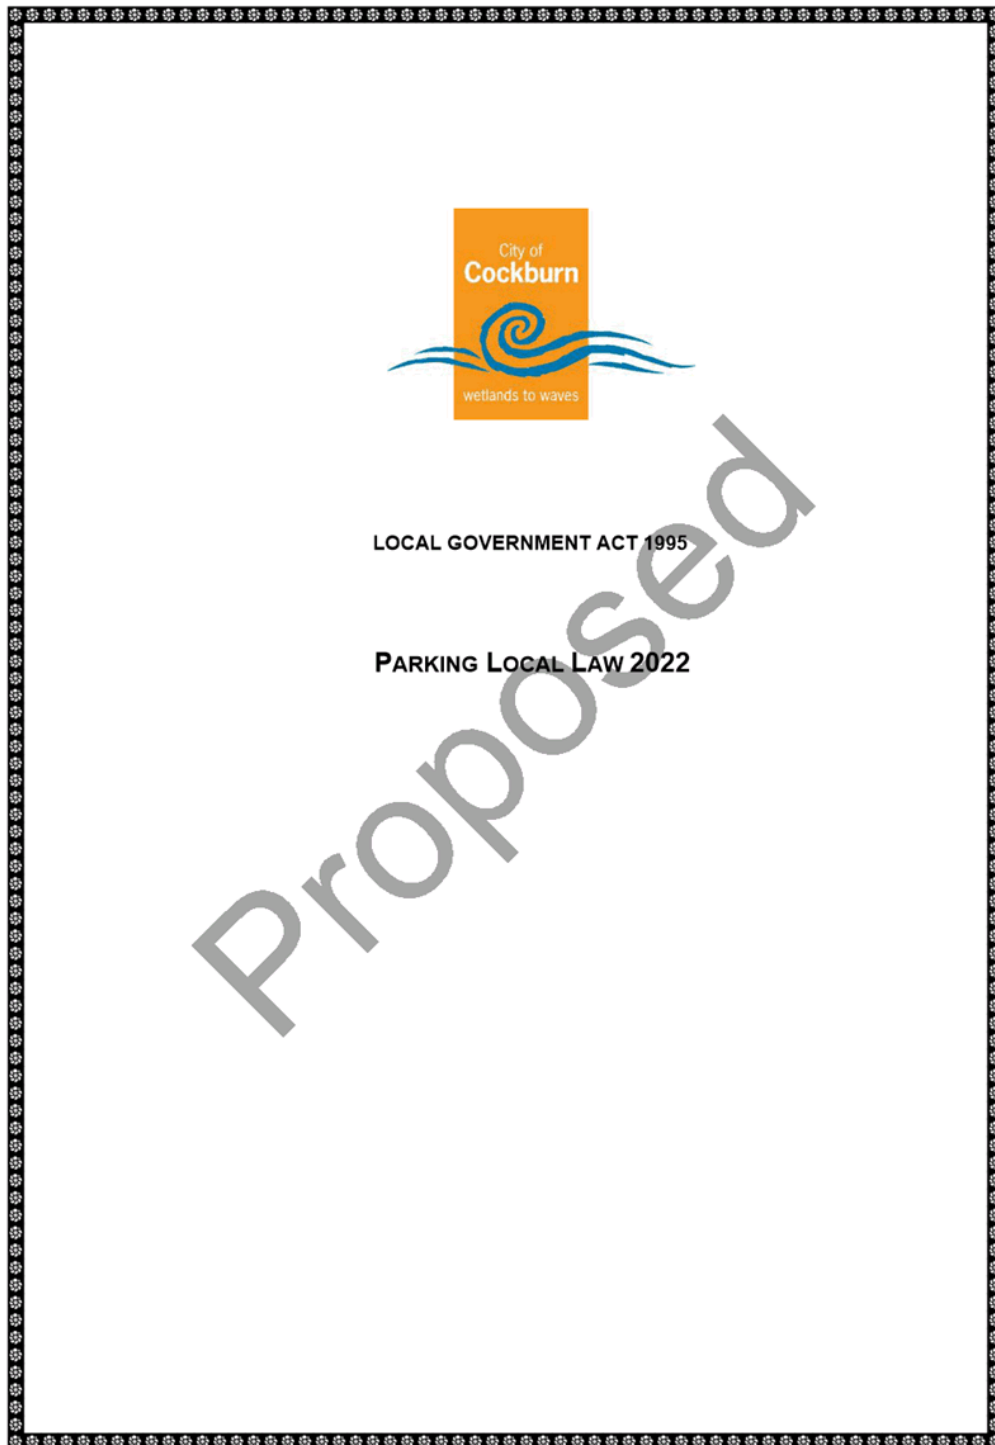 City of
Cockburn
wetlands to waves
LOCAL GOVERNMENT ACT 1995
PARKING LOCAL LAW 2022
Proposed